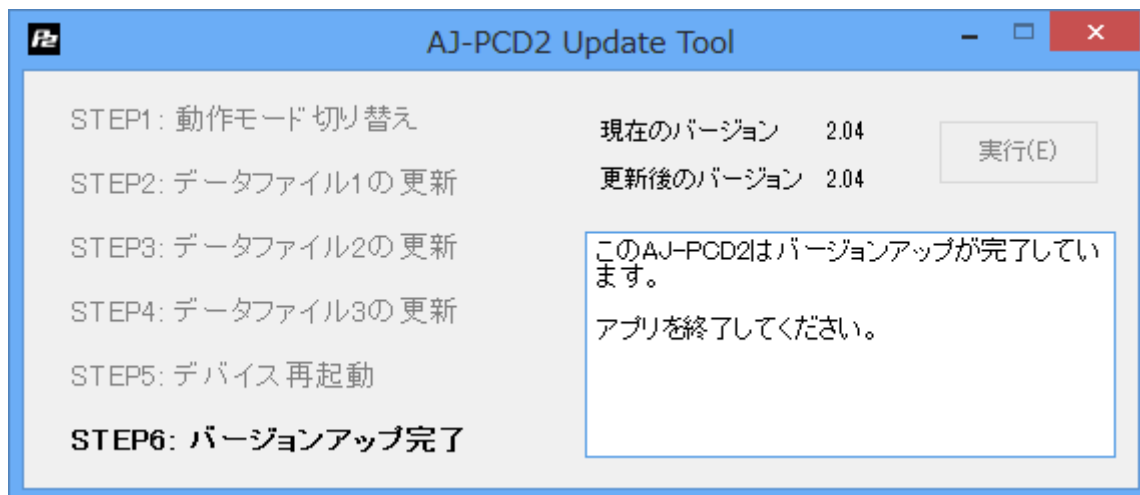 P2
AJ-PCD2 Update Tool
STEP1: 動作モード切り替え
STEP2: データファイル1の更新
STEP3: データファイル2の更新
STEP4: データファイル3の更新
STEP5: デバイス再起動
STEP6: バージョンアップ完了
現在のバージョン 2.04
更新後のバージョン 2.04
実行(E)
このAJ-PCD2はバージョンアップが完了してい
ます。
アプリを終了してください。